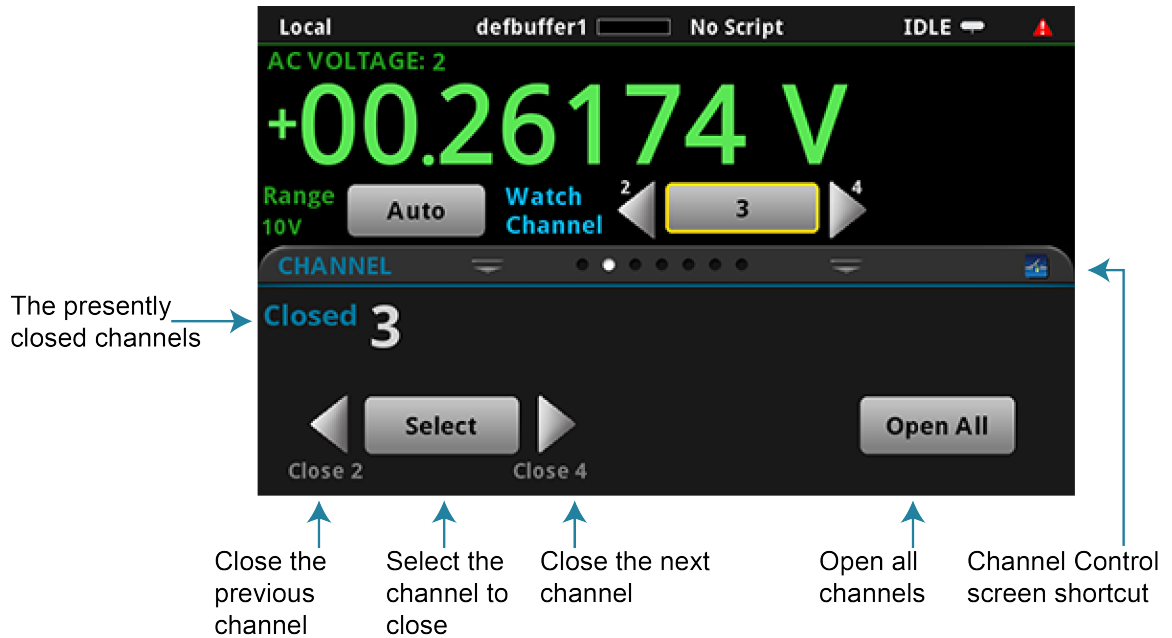 Local defbuffer1 No Script IDLE
AC VOLTAGE: 2
+00.26174 V
Range
10V
Auto
Watch
Channel
2
3
4
CHANNEL
The presently
closed channels
Closed 3
Select
Open All
Close 2
Close 4
Close the
previous
channel
Select the
channel to
close
Close the next
channel
Open all
channels
Channel Control
screen shortcut